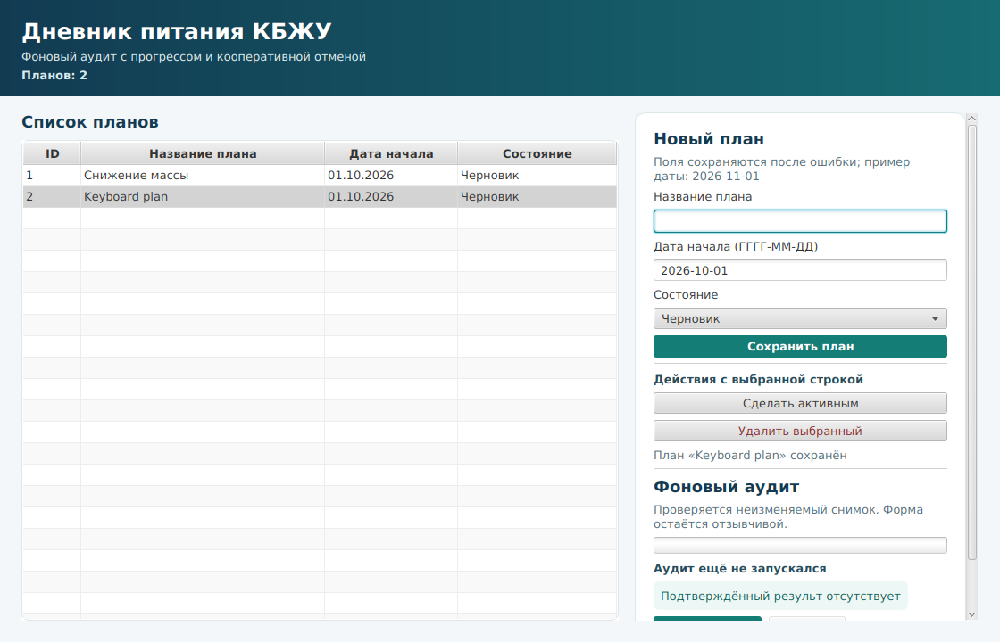 Дневник питания КБЖУ
Фоновый аудит с прогрессом и кооперативной отменой
Планов: 2
Список планов
ID Название плана Дата начала Состояние
1 Снижение массы 01.10.2026 Черновик
2 Keyboard plan 01.10.2026 Черновик
Новый план
Поля сохраняются после ошибки; пример
даты: 2026-11-01
Название плана
Дата начала (ГГГГ-ММ-ДД)
2026-10-01
Состояние
Черновик
Сохранить план
Действия с выбранной строкой
Сделать активным
Удалить выбранный
План «Keyboard plan» сохранён
Фоновый аудит
Проверяется неизменяемый снимок. Форма
остаётся отзывчивой.
Аудит ещё не запускался
Подтверждённый результ отсутствует